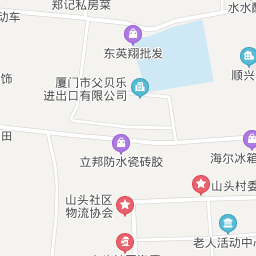 郑记私房菜
水水
动车
东英翔批发
顺兴
厦门市父贝乐
进出口有限公司
饰
田
立邦防水瓷砖胶
海尔冰箱
山头村委
山头社区
物流协会
老人活动中心